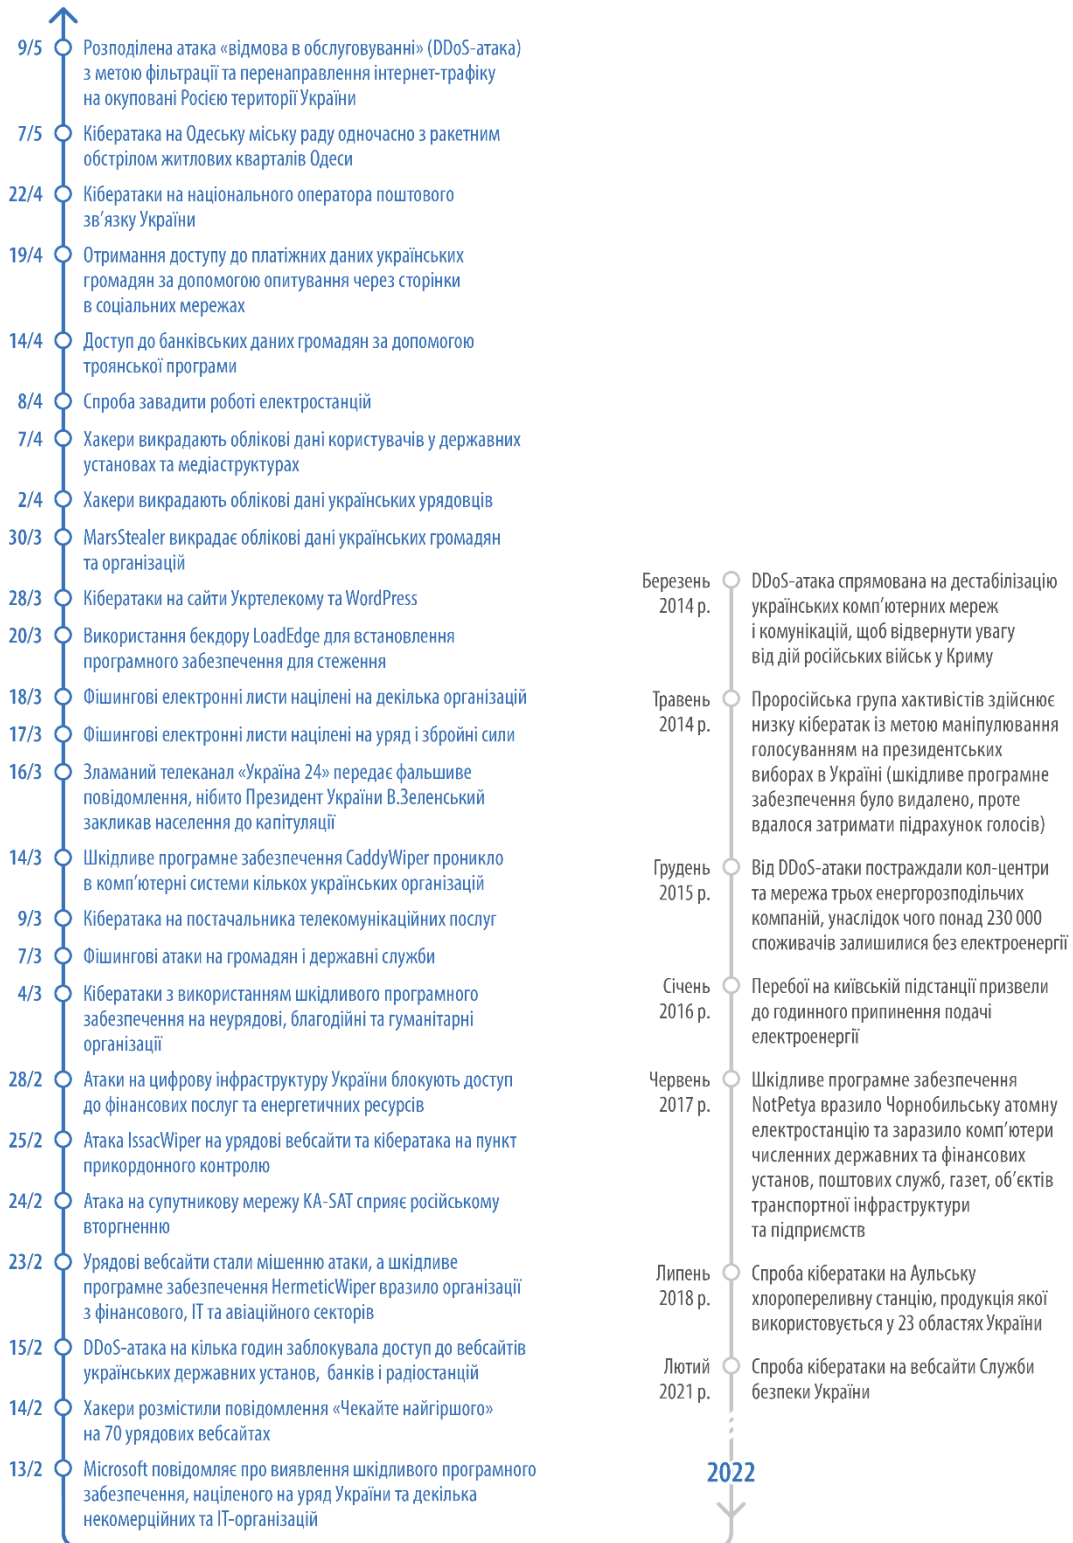 9/5
Розподілена атака «відмова в обслуговуванні» (DDoS-атака)
з метою фільтрації та перенаправлення інтернет-трафіку
на окуповані Росією території України
7/5
Кібератака на Одеську міську раду одночасно з ракетним
обстрілом житлових кварталів Одеси
22/4
Кібератаки на національного оператора поштового
зв’язку України
19/4
Отримання доступу до платіжних даних українських
громадян за допомогою опитування через сторінки
в соціальних мережах
14/4
Доступ до банківських даних громадян за допомогою
троянської програми
8/4
Спроба завадити роботі електростанцій
7/4
Хакери викрадають облікові дані користувачів у державних
установах та медіаструктурах
2/4
Хакери викрадають облікові дані українських урядовців
30/3
MarsStealer викрадає облікові дані українських громадян
та організацій
28/3
Кібератаки на сайти Укртелекому та WordPress
20/3
Використання бекдору LoadEdge для встановлення
програмного забезпечення для стеження
18/3
Фішингові електронні листи націлені на декілька організацій
17/3
Фішингові електронні листи націлені на уряд і збройні сили
16/3
Зламаний телеканал «Україна 24» передає фальшиве
повідомлення, нібито Президент України В.Зеленський
закликав населення до капітуляції
14/3
Шкідливе програмне забезпечення CaddyWiper проникло
в комп’ютерні системи кількох українських організацій
9/3
Кібератака на постачальника телекомунікаційних послуг
7/3
Фішингові атаки на громадян і державні служби
4/3
Кібератаки з використанням шкідливого програмного
забезпечення на неурядові, благодійні та гуманітарні
організації
28/2
Атаки на цифрову інфраструктуру України блокують доступ
до фінансових послуг та енергетичних ресурсів
25/2
Атака IssacWiper на урядові вебсайти та кібератака на пункт
прикордонного контролю
24/2
Атака на супутникову мережу KA-SAT сприяє російському
вторгненню
23/2
Урядові вебсайти стали мішенню атаки, а шкідливе
програмне забезпечення HermeticWiper вразило організації
з фінансового, ІТ та авіаційного секторів
15/2
DDoS-атака на кілька годин заблокувала доступ до вебсайтів
українських державних установ, банків і радіостанцій
14/2
Хакери розмістили повідомлення «Чекайте найгіршого»
на 70 урядових вебсайтах
13/2
Microsoft повідомляє про виявлення шкідливого програмного
забезпечення, націленого на уряд України та декілька
некомерційних та ІТ-організацій
Березень
2014 р.
DDoS-атака спрямована на дестабілізацію
українських комп’ютерних мереж
і комунікацій, щоб відвернути увагу
від дій російських військ у Криму
Травень
2014 р.
Проросійська група хактивістів здійснює
низку кібератак із метою маніпулювання
голосуванням на президентських
виборах в Україні (шкідливе програмне
забезпечення було видалено, проте
вдалося затримати підрахунок голосів)
Грудень
2015 р.
Від DDoS-атаки постраждали кол-центри
та мережа трьох енергорозподільчих
компаній, унаслідок чого понад 230 000
споживачів залишилися без електроенергії
Січень
2016 р.
Перебої на київській підстанції призвели
до годинного припинення подачі
електроенергії
Червень
2017 р.
Шкідливе програмне забезпечення
NotPetya вразило Чорнобильську атомну
електростанцію та заразило комп’ютери
численних державних та фінансових
установ, поштових служб, газет, об’єктів
транспортної інфраструктури
та підприємств
Липень
2018 р.
Спроба кібератаки на Аульську
хлоропереливну станцію, продукція якої
використовується у 23 областях України
Лютий
2021 р.
Спроба кібератаки на вебсайти Служби
безпеки України
2022